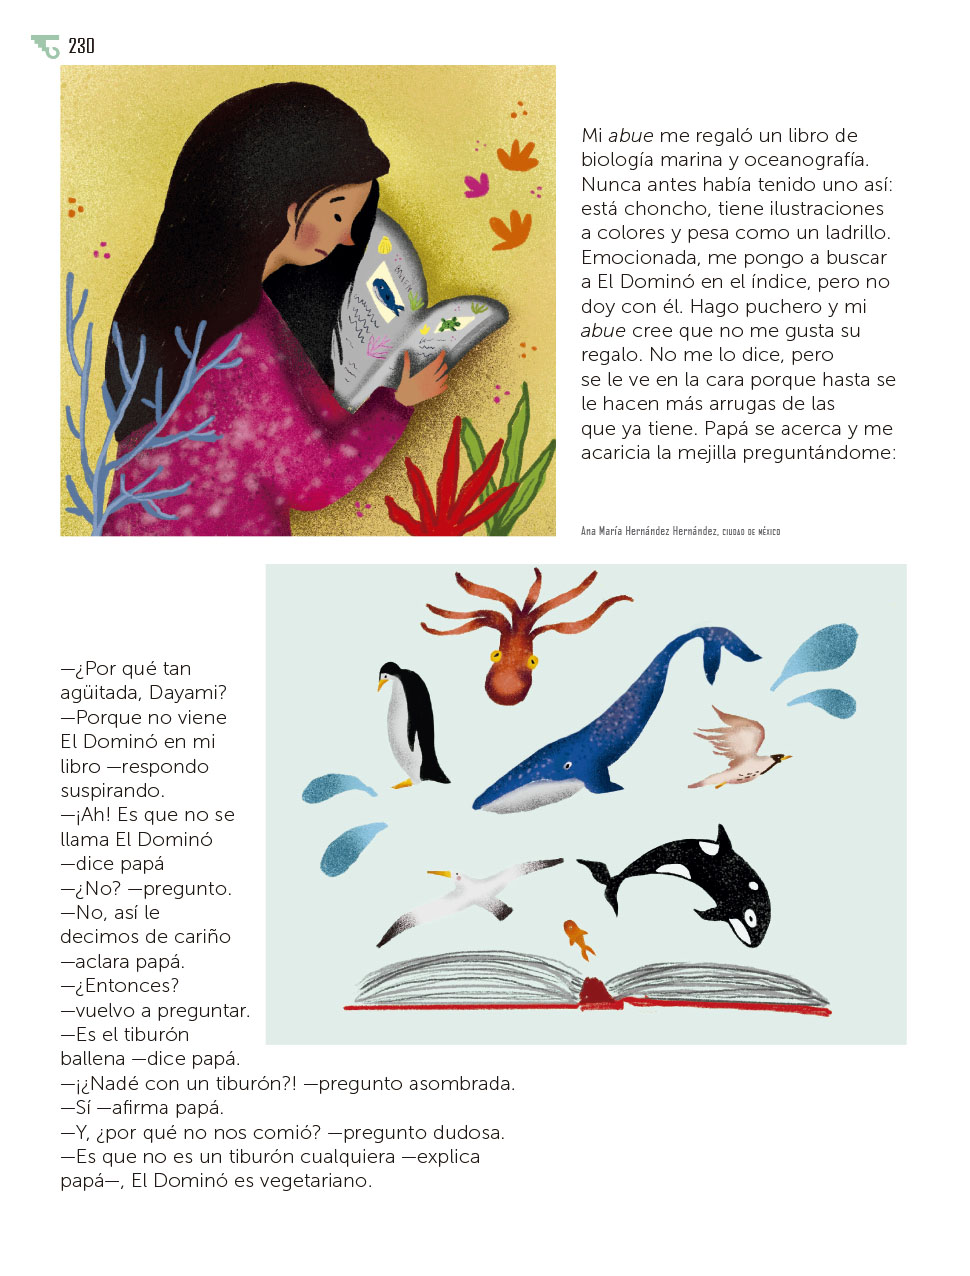 230
Mi abue me regaló un libro de
biología marina y oceanografía.
Nunca antes había tenido uno así:
está choncho, tiene ilustraciones
a colores y pesa como un ladrillo.
Emocionada, me pongo a buscar
a El Dominó en el índice, pero no
doy con él. Hago puchero y mi
abue cree que no me gusta su
regalo. No me lo dice, pero
se le ve en la cara porque hasta se
le hacen más arrugas de las
que ya tiene. Papá se acerca y me
acaricia la mejilla preguntándome:
Ana María Hernández Hernández, CIUDAD DE MÉXICO
—¿Por qué tan
agüitada, Dayami?
—Porque no viene
El Dominó en mi
libro —respondo
suspirando.
—¡Ah! Es que no se
llama El Dominó
—dice papá
—¿No? —pregunto.
—No, así le
decimos de cariño
—aclara papá.
—¿Entonces?
—vuelvo a preguntar.
—Es el tiburón
ballena —dice papá.
—¡¿Nadé con un tiburón?! —pregunto asombrada.
—Sí —afirma papá.
—Y, ¿por qué no nos comió? —pregunto dudosa.
—Es que no es un tiburón cualquiera —explica
papá—, El Dominó es vegetariano.